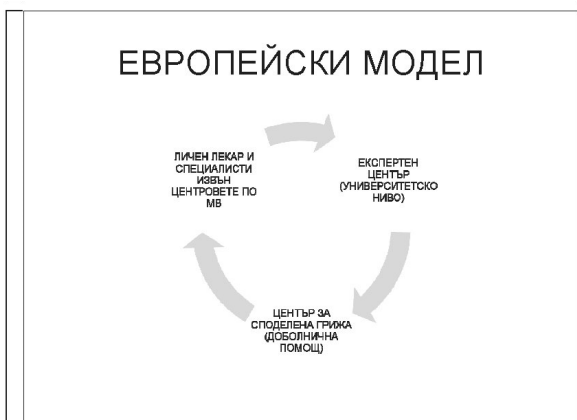 ЕВРОПЕЙСКИ МОДЕЛ
ЛИЧЕН ЛЕКАР И
СПЕЦИАЛИСТИ
ИЗВЪН
ЦЕНТРОВЕТЕ ПО
МВ
ЕКСПЕРТЕН
ЦЕНТЪР
(УНИВЕРСИТЕТСКО
НИВО)
ЦЕНТЪР ЗА
СПОДЕЛЕНА ГРИЖА
(ДОБОЛНИЧНА
ПОМОЩ)